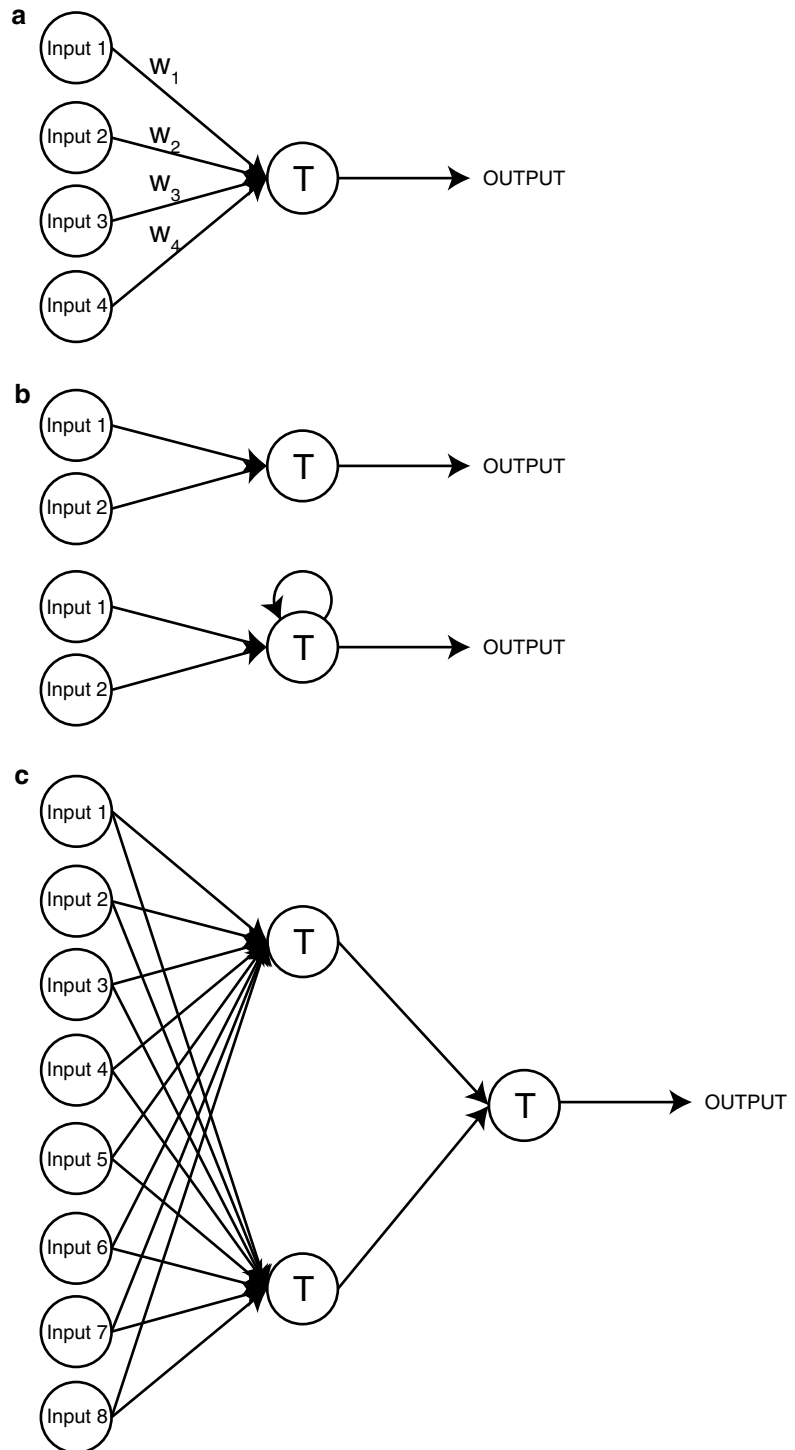 a
Input 1
W1
Input 2
W2
T
OUTPUT
W3
Input 3
W4
Input 4
b
Input 1
T
OUTPUT
Input 2
Input 1
T
OUTPUT
Input 2
c
Input 1
Input 2
T
Input 3
Input 4
T
OUTPUT
Input 5
Input 6
T
Input 7
Input 8